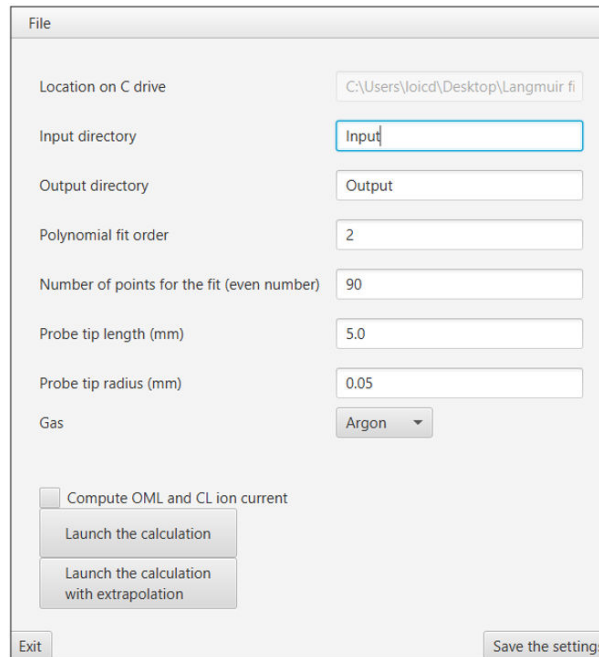 File
Location on C drive
C:\Users\loicd\Desktop\Langmuir fi
Input directory
Input
Output directory
Output
Polynomial fit order
2
Number of points for the fit (even number)
90
Probe tip length (mm)
5.0
Probe tip radius (mm)
0.05
Gas
Argon
Compute OML and CL ion current
Launch the calculation
Launch the calculation
with extrapolation
Exit
Save the setting